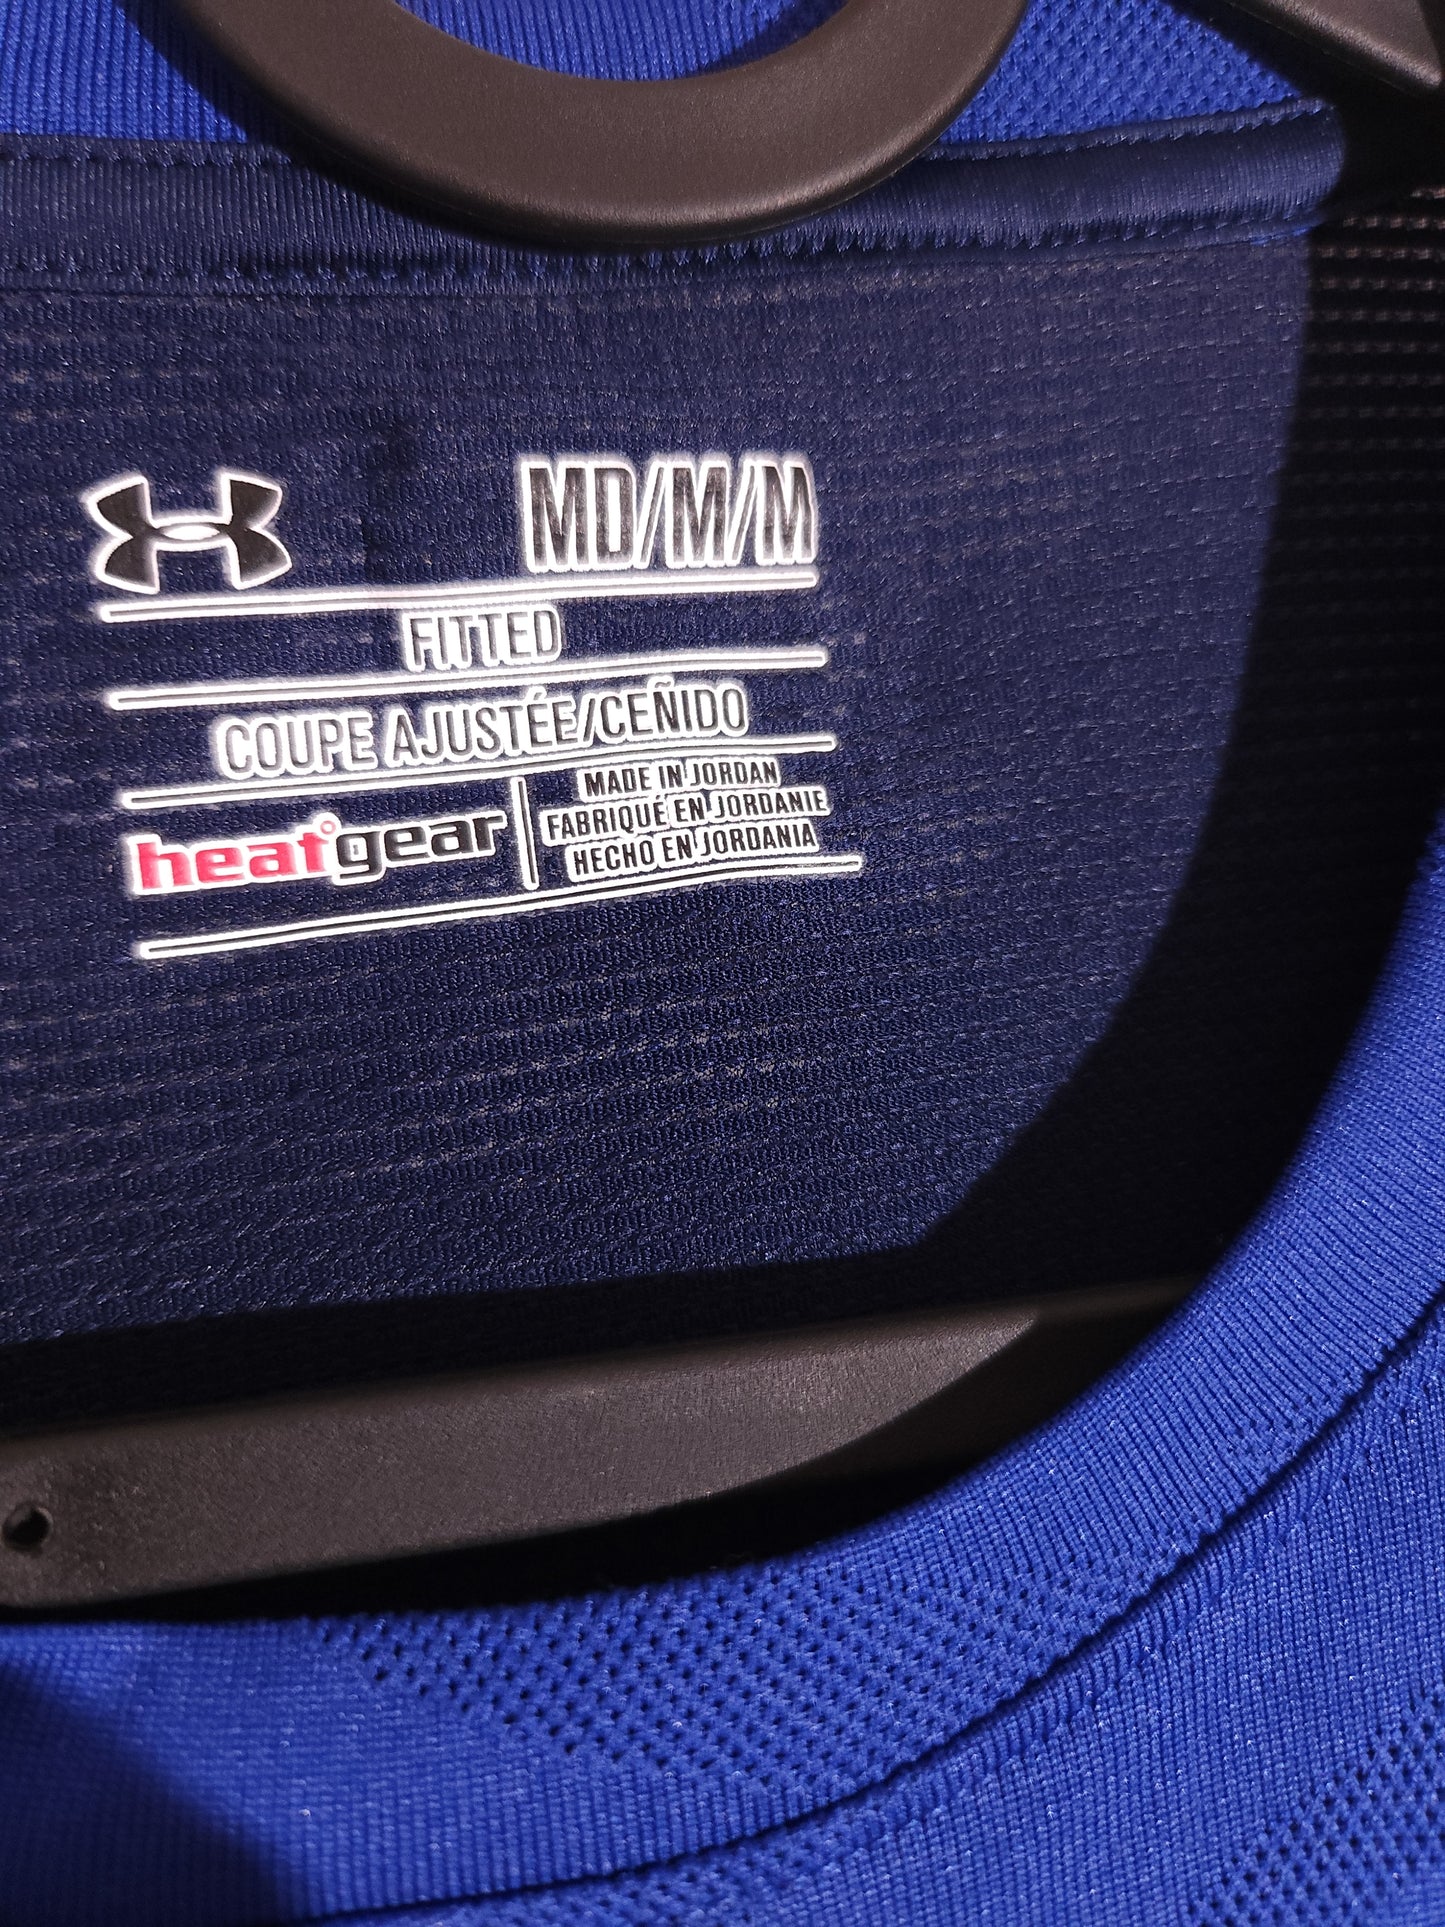 MD/M/M
FITTED
COUPE AJUSTÉE/CEÑIDO
heatgear
MADE IN JORDAN
FABRIQUÉ EN JORDANIE
HECHO EN JORDANIA